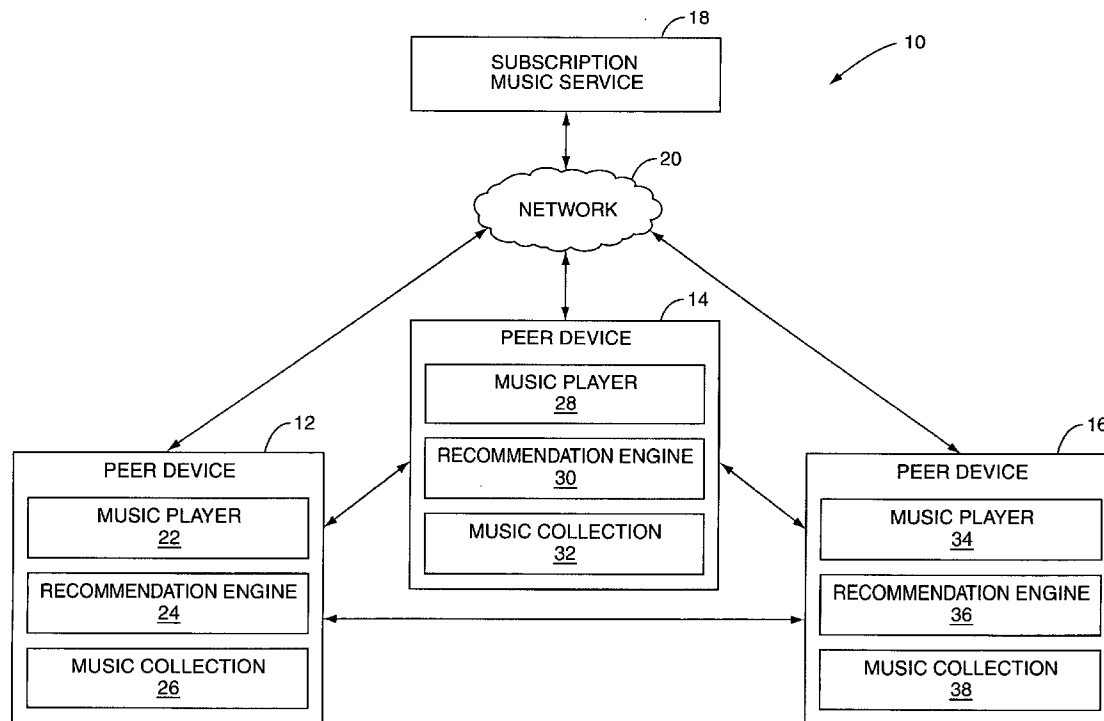 18
10
SUBSCRIPTION
MUSIC SERVICE
20
NETWORK
14
PEER DEVICE
MUSIC PLAYER
28
RECOMMENDATION ENGINE
30
MUSIC COLLECTION
32
12
PEER DEVICE
MUSIC PLAYER
22
RECOMMENDATION ENGINE
24
MUSIC COLLECTION
26
16
PEER DEVICE
MUSIC PLAYER
34
RECOMMENDATION ENGINE
36
MUSIC COLLECTION
38